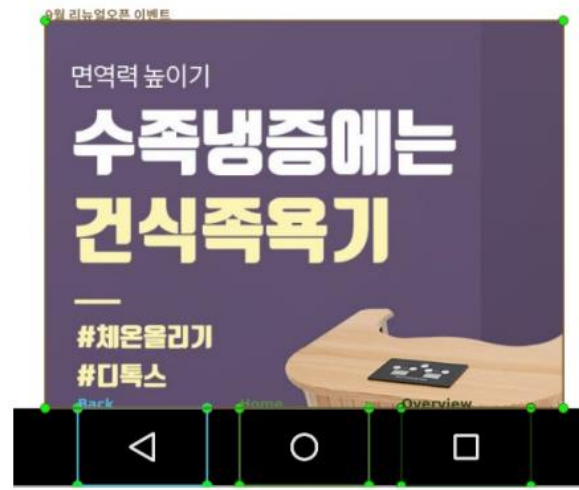 9월 리뉴얼오픈 이벤트
면역력 높이기
수족냉증에는
건식족욕기
#체온올리기
#디톡스
Back Home Overview